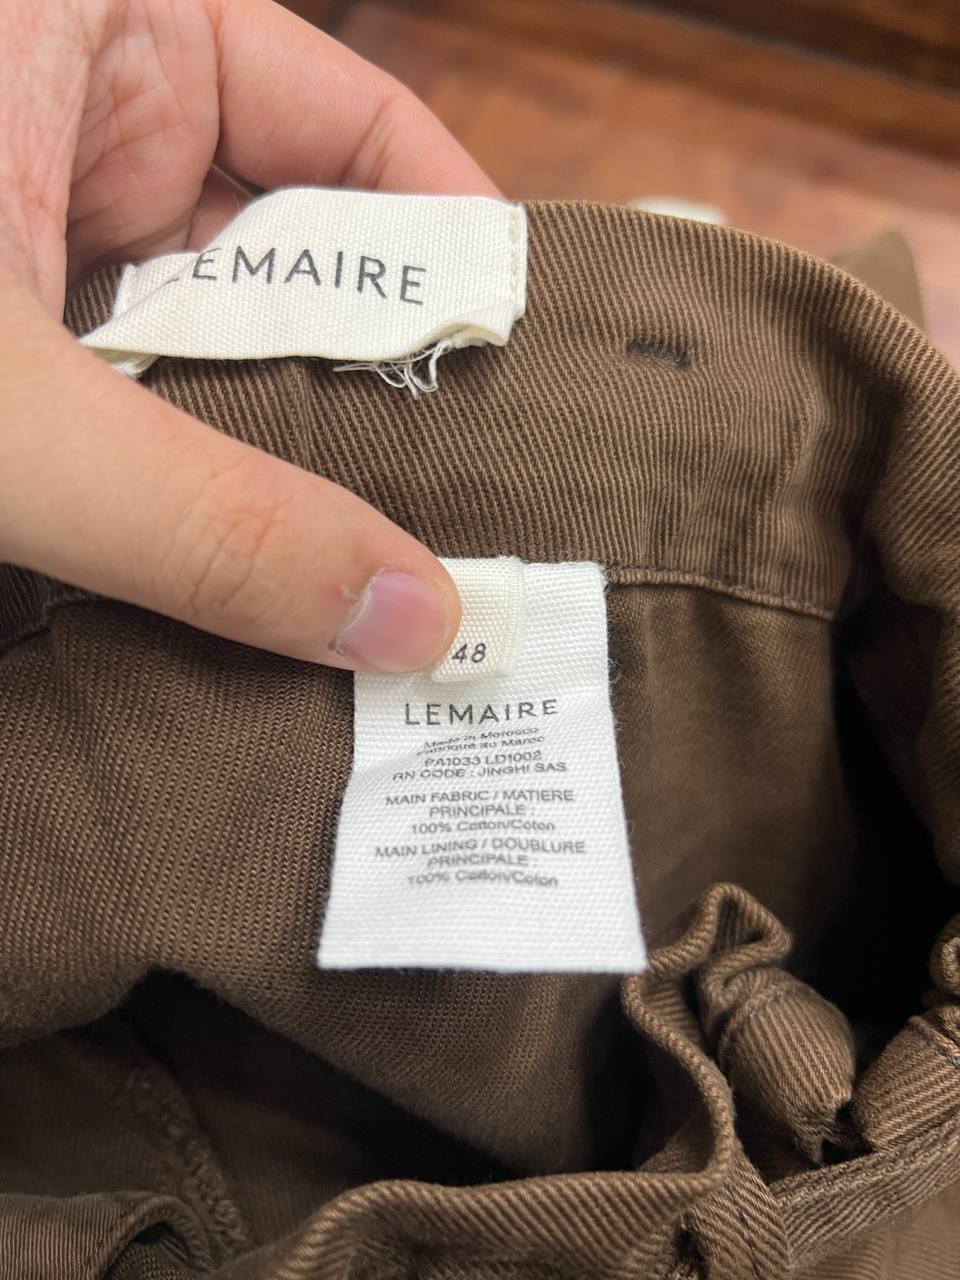 LEMAIRE
48
LEMAIRE
Made in Morocco
Fabriqué au Maroc
PA1033 LD1002
RN CODE : JINGHI SAS
MAIN FABRIC / MATIERE
PRINCIPALE :
100% Cotton/Coton
MAIN LINING / DOUBLURE
PRINCIPALE :
100% Cotton/Coton